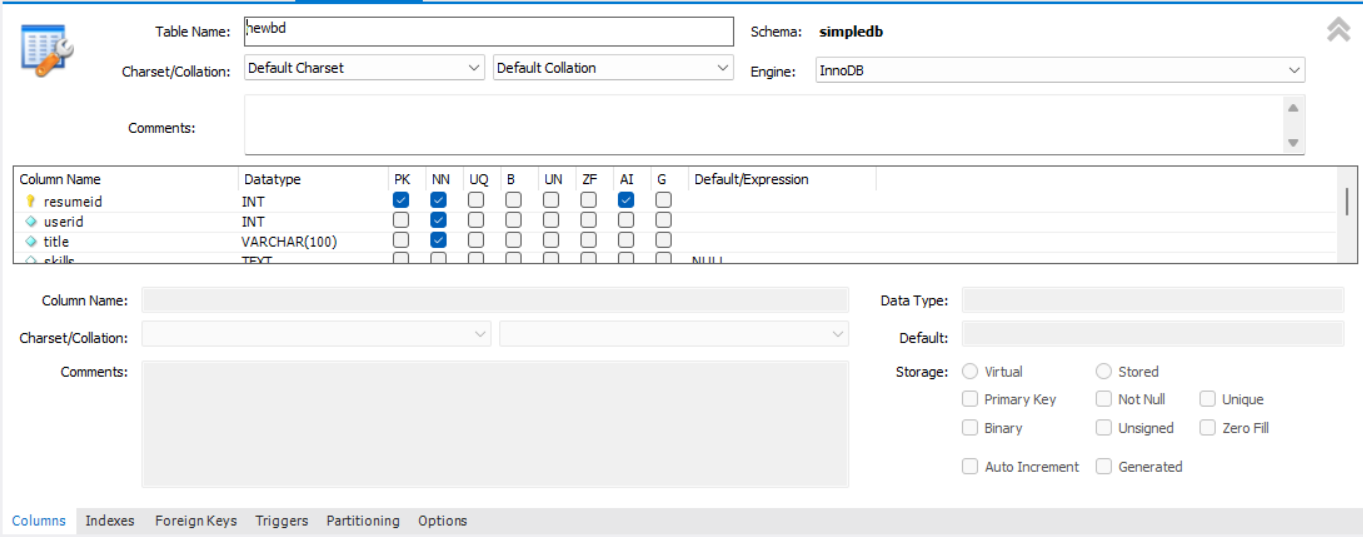 Table Name: newbd Schema: simpledb
Charset/Collation: Default Charset Default Collation Engine: InnoDB
Comments:
Column Name Datatype PK NN UQ B UN ZF AI G Default/Expression
resumeid INT
userid INT
title VARCHAR(100)
skills TEXT NULL
Column Name: Data Type:
Charset/Collation: Default:
Comments: Storage: Virtual Stored
Primary Key Not Null Unique
Binary Unsigned Zero Fill
Auto Increment Generated
Columns Indexes Foreign Keys Triggers Partitioning Options